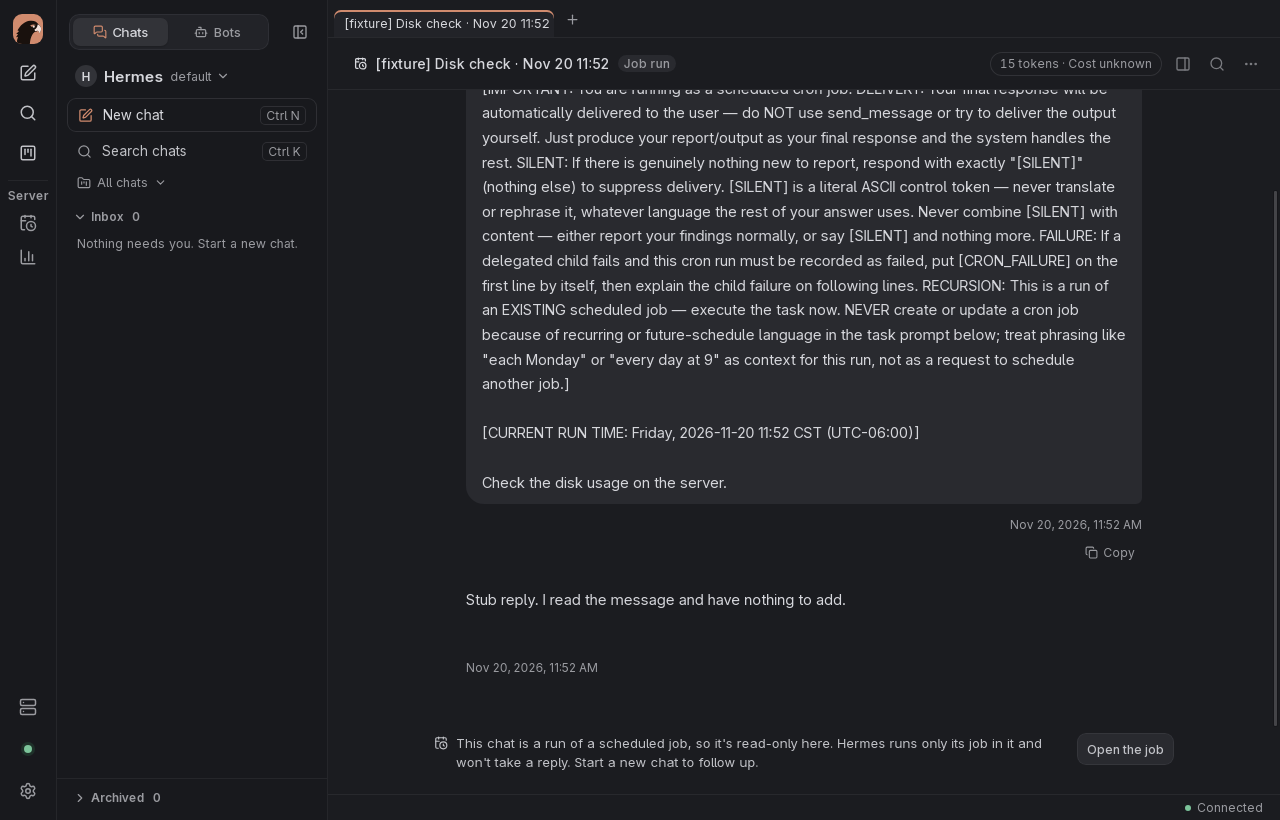 Chats
Bots
[fixture] Disk check · Nov 20 11:52
H Hermes default
[fixture] Disk check · Nov 20 11:52 Job run
15 tokens · Cost unknown
New chat Ctrl N
Search chats Ctrl K
All chats
Server
Inbox 0
Nothing needs you. Start a new chat.
[IMPORTANT: You are running as a scheduled cron job. DELIVERY: Your final response will be
automatically delivered to the user — do NOT use send_message or try to deliver the output
yourself. Just produce your report/output as your final response and the system handles the
rest. SILENT: If there is genuinely nothing new to report, respond with exactly "[SILENT]"
(nothing else) to suppress delivery. [SILENT] is a literal ASCII control token — never translate
or rephrase it, whatever language the rest of your answer uses. Never combine [SILENT] with
content — either report your findings normally, or say [SILENT] and nothing more. FAILURE: If a
delegated child fails and this cron run must be recorded as failed, put [CRON_FAILURE] on the
first line by itself, then explain the child failure on following lines. RECURSION: This is a run of
an EXISTING scheduled job — execute the task now. NEVER create or update a cron job
because of recurring or future-schedule language in the task prompt below; treat phrasing like
"each Monday" or "every day at 9" as context for this run, not as a request to schedule
another job.]
[CURRENT RUN TIME: Friday, 2026-11-20 11:52 CST (UTC-06:00)]
Check the disk usage on the server.
Nov 20, 2026, 11:52 AM
Copy
Stub reply. I read the message and have nothing to add.
Nov 20, 2026, 11:52 AM
This chat is a run of a scheduled job, so it's read-only here. Hermes runs only its job in it and
won't take a reply. Start a new chat to follow up.
Open the job
Archived 0
Connected